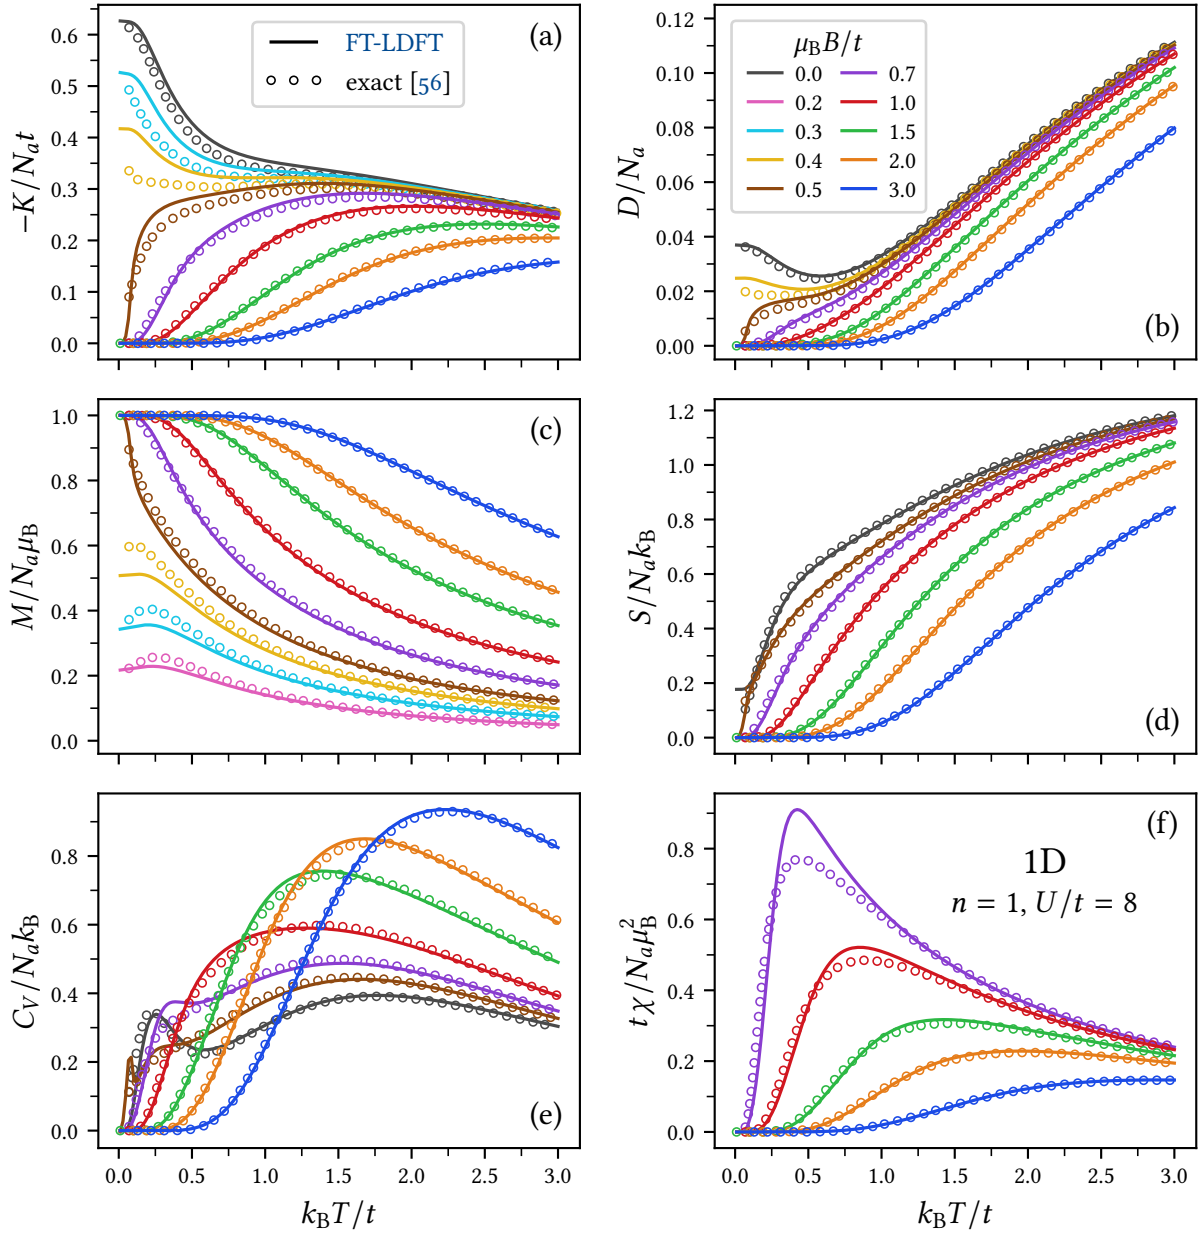 (a)
FT-LDFT
exact [56]
−K/N_a t
0.6
0.5
0.4
0.3
0.2
0.1
0.0
(b)
μ_B B/t
0.0 0.7
0.2 1.0
0.3 1.5
0.4 2.0
0.5 3.0
D/N_a
0.12
0.10
0.08
0.06
0.04
0.02
0.00
(c)
M/N_a μ_B
1.0
0.8
0.6
0.4
0.2
0.0
(d)
S/N_a k_B
1.2
1.0
0.8
0.6
0.4
0.2
0.0
(e)
C_V/N_a k_B
0.8
0.6
0.4
0.2
0.0
0.0 0.5 1.0 1.5 2.0 2.5 3.0
k_B T/t
(f)
1D
n = 1, U/t = 8
tχ/N_a μ_B^2
0.8
0.6
0.4
0.2
0.0
0.0 0.5 1.0 1.5 2.0 2.5 3.0
k_B T/t